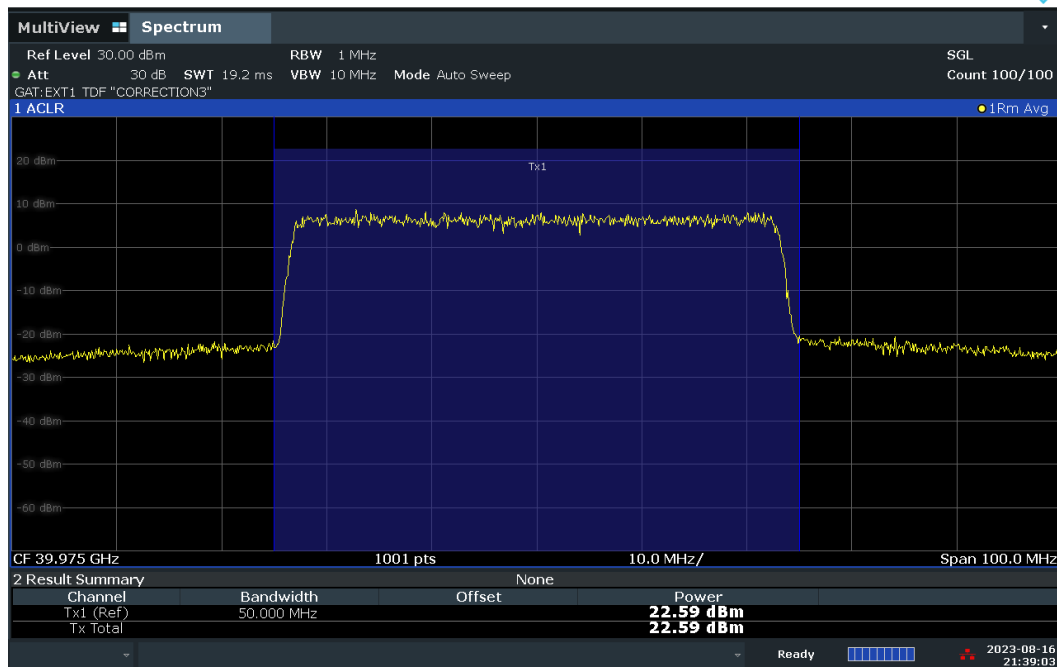 MultiView Spectrum
Ref Level 30.00 dBm RBW 1 MHz SGL
Att 30 dB SWT 19.2 ms VBW 10 MHz Mode Auto Sweep Count 100/100
GAT:EXT1 TDF "CORRECTION3"
1 ACLR 1Rm Avg
Tx1
20 dBm
10 dBm
0 dBm
-10 dBm
-20 dBm
-30 dBm
-40 dBm
-50 dBm
-60 dBm
CF 39.975 GHz 1001 pts 10.0 MHz/ Span 100.0 MHz
2 Result Summary None
Channel Bandwidth Offset Power
Tx1 (Ref) 50.000 MHz 22.59 dBm
Tx Total 22.59 dBm
Ready 2023-08-16
21:39:03